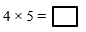 4 × 5 =